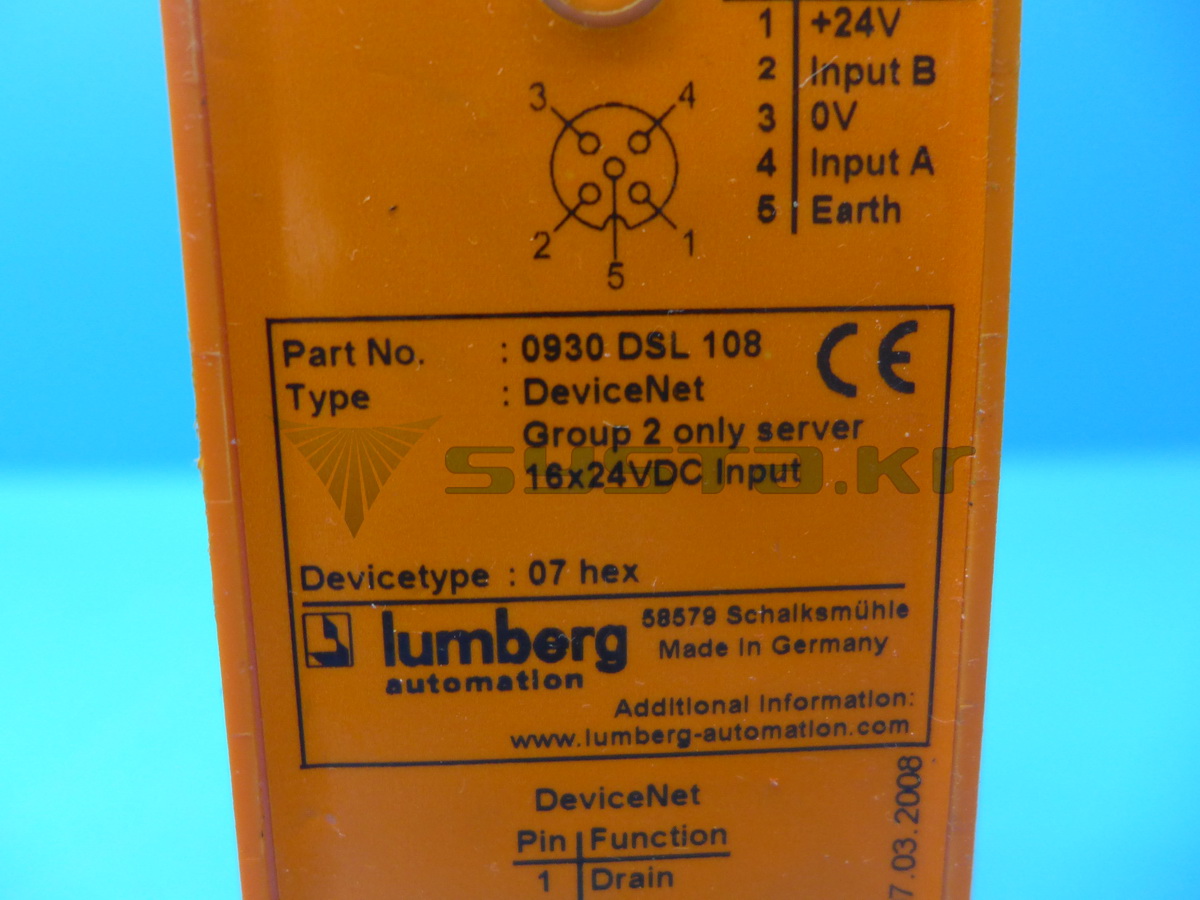 1 +24V
2 Input B
3 0V
4 Input A
5 Earth
3 4
2 1
5
Part No. : 0930 DSL 108 CE
Type : DeviceNet
Group 2 only server
16x24VDC Input
susta.kr
Devicetype : 07 hex
lumberg
automation
58579 Schalksmühle
Made In Germany
Additional Information:
www.lumberg-automation.com
DeviceNet
Pin Function
1 Drain
7.03.2008